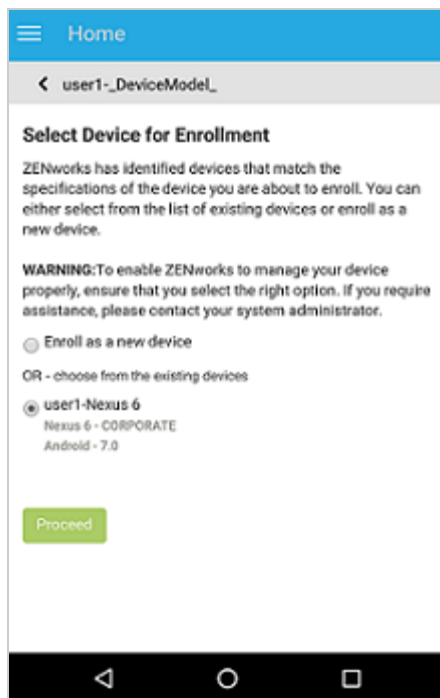 Home
user1-_DeviceModel_
Select Device for Enrollment
ZENworks has identified devices that match the
specifications of the device you are about to enroll. You can
either select from the list of existing devices or enroll as a
new device.
WARNING:To enable ZENworks to manage your device
properly, ensure that you select the right option. If you require
assistance, please contact your system administrator.
Enroll as a new device
OR - choose from the existing devices
user1-Nexus 6
Nexus 6 - CORPORATE
Android - 7.0
Proceed